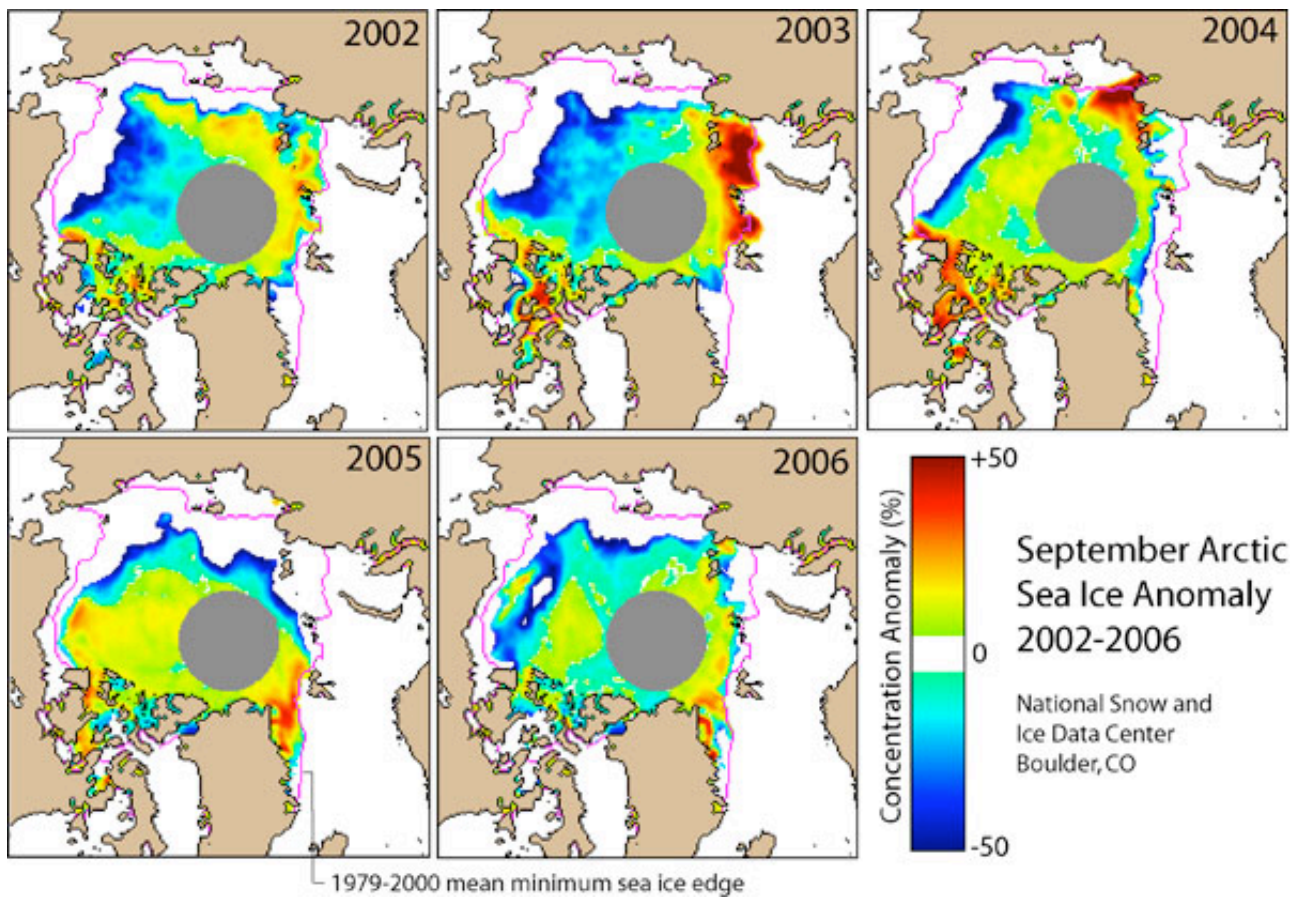 2002
2003
2004
2005
2006
Concentration Anomaly (%)
+50
0
-50
September Arctic
Sea Ice Anomaly
2002-2006
National Snow and
Ice Data Center
Boulder, CO
1979-2000 mean minimum sea ice edge